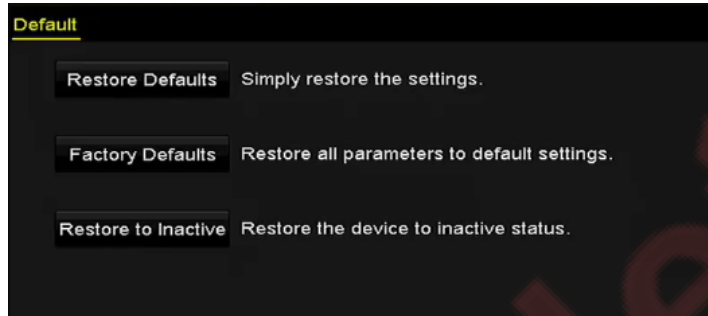 Default
Restore Defaults Simply restore the settings.
Factory Defaults Restore all parameters to default settings.
Restore to Inactive Restore the device to inactive status.